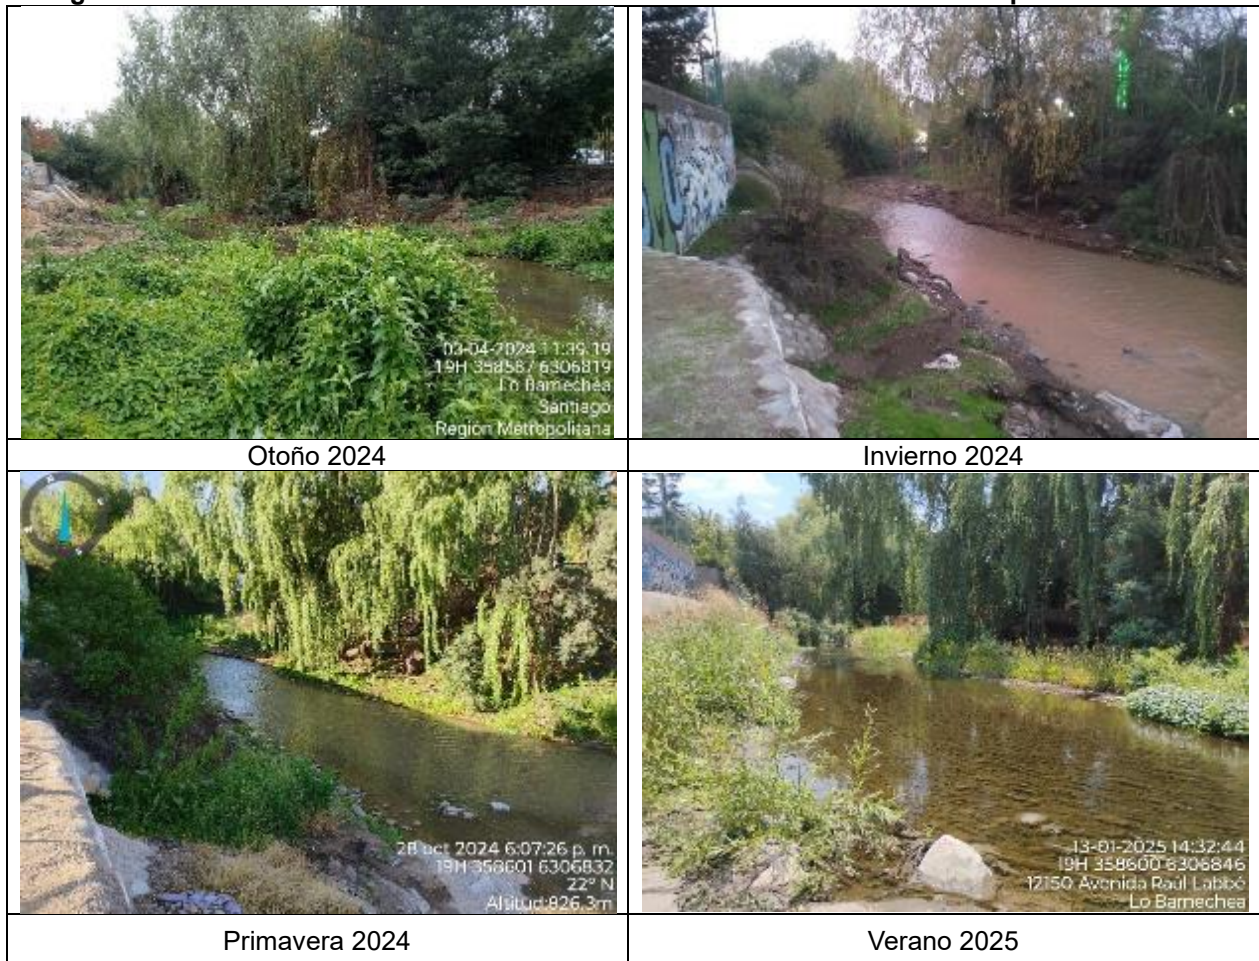 03-04-2024 11:39:19
19H 358587 6306819
Lo Barnechea
Santiago
Región Metropolitana
Otoño 2024
Invierno 2024
28 oct 2024 6:07:26 p. m.
19H 358601 6306832
22° N
Altitud:826.3m
13-01-2025 14:32:44
19H 358600 6306846
12150 Avenida Raúl Labbé
Lo Barnechea
Primavera 2024
Verano 2025